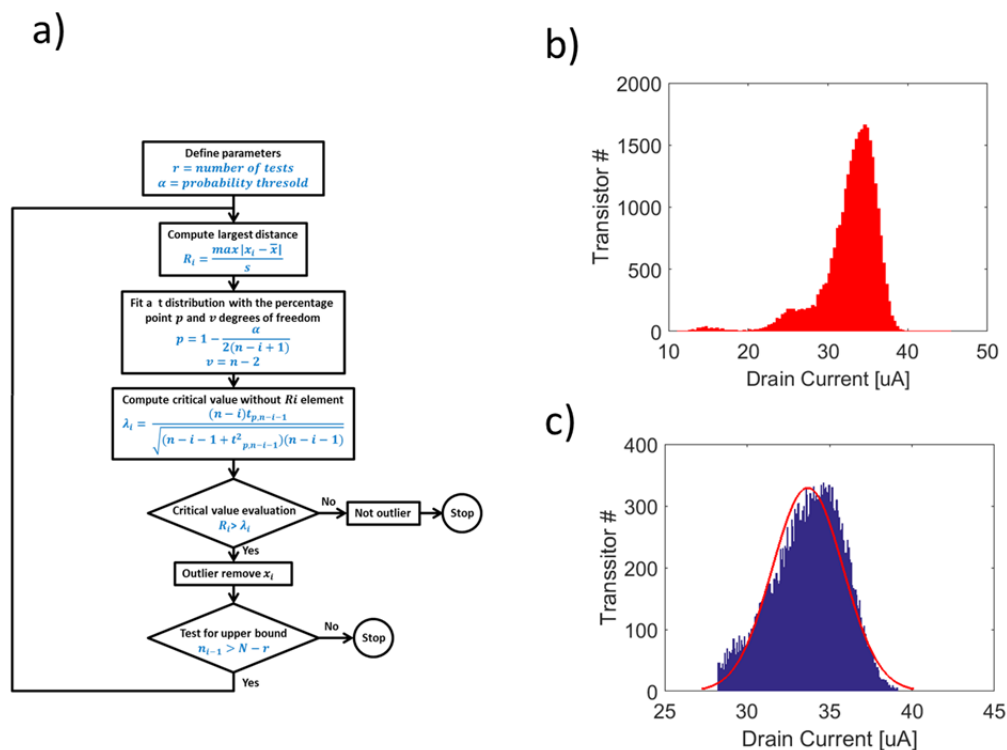 a)
Define parameters
r = number of tests
α = probability thresold
Compute largest distance
R_i = max|x_i − x̄| / s
Fit a t distribution with the percentage
point p and v degrees of freedom
p = 1 − α / 2(n − i + 1)
v = n − 2
Compute critical value without Ri element
λ_i = (n − i)t_{p,n−i−1} / √((n − i − 1 + t²_{p,n−i−1})(n − i − 1))
Critical value evaluation
R_i > λ_i
No
Not outlier
Stop
Yes
Outlier remove x_i
Test for upper bound
n_{i−1} > N − r
No
Stop
Yes
b)
2000
1500
1000
500
0
Transistor #
10 20 30 40 50
Drain Current [uA]
c)
400
300
200
100
0
Transsitor #
25 30 35 40 45
Drain Current [uA]